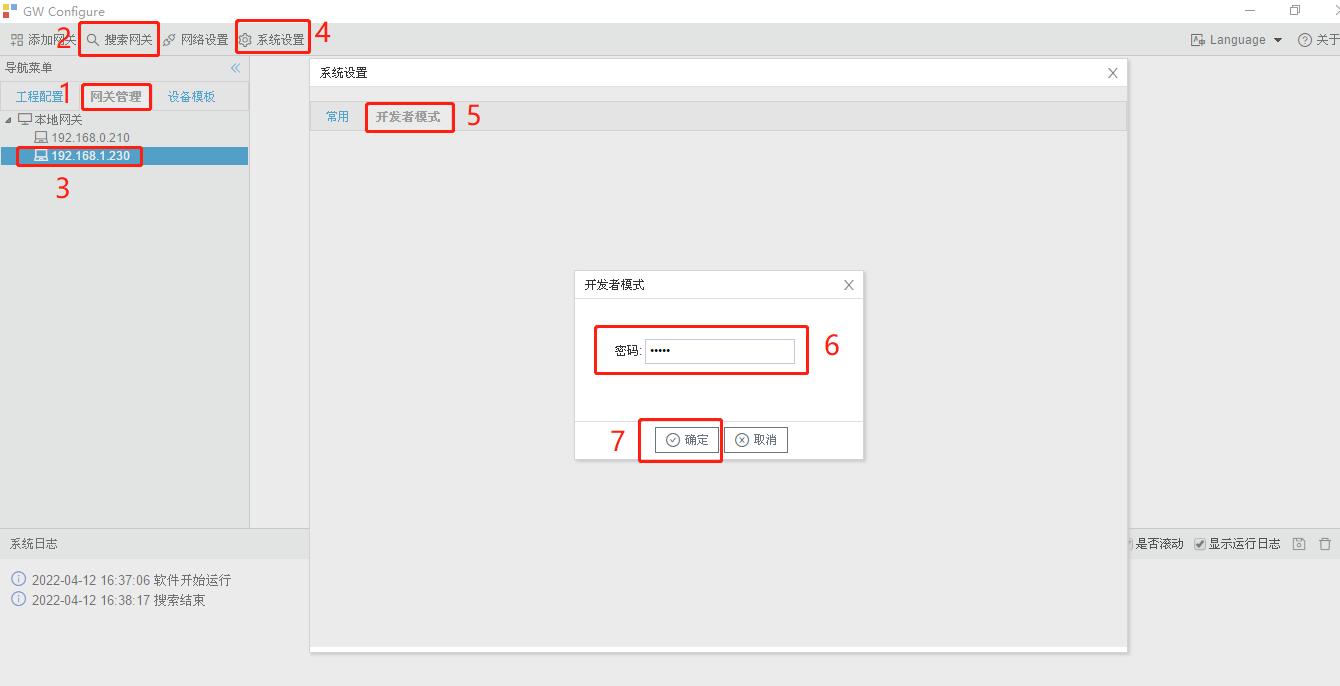 GW Configure
添加网关 搜索网关 网络设置 系统设置 Language 关于
2 4
导航菜单
工程配置 网关管理 设备模板
1
本地网关
192.168.0.210
192.168.1.230
3
系统设置
常用 开发者模式 5
开发者模式
密码: ••••• 6
7 确定 取消
系统日志 是否滚动 显示运行日志
2022-04-12 16:37:06 软件开始运行
2022-04-12 16:38:17 搜索结束